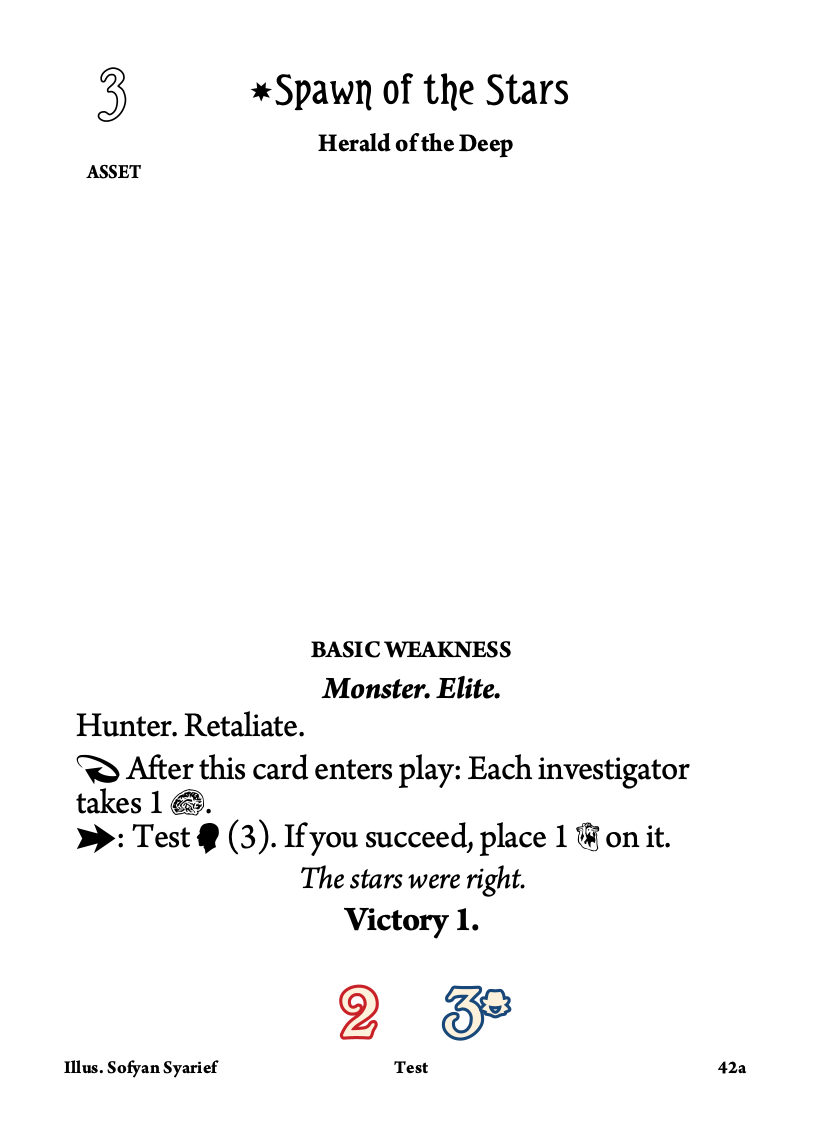 3
Spawn of the Stars
Herald of the Deep
ASSET
BASIC WEAKNESS
Monster. Elite.
Hunter. Retaliate.
After this card enters play: Each investigator
takes 1 .
: Test (3). If you succeed, place 1 on it.
The stars were right.
Victory 1.
2 3
Illus. Sofyan Syarief Test 42a